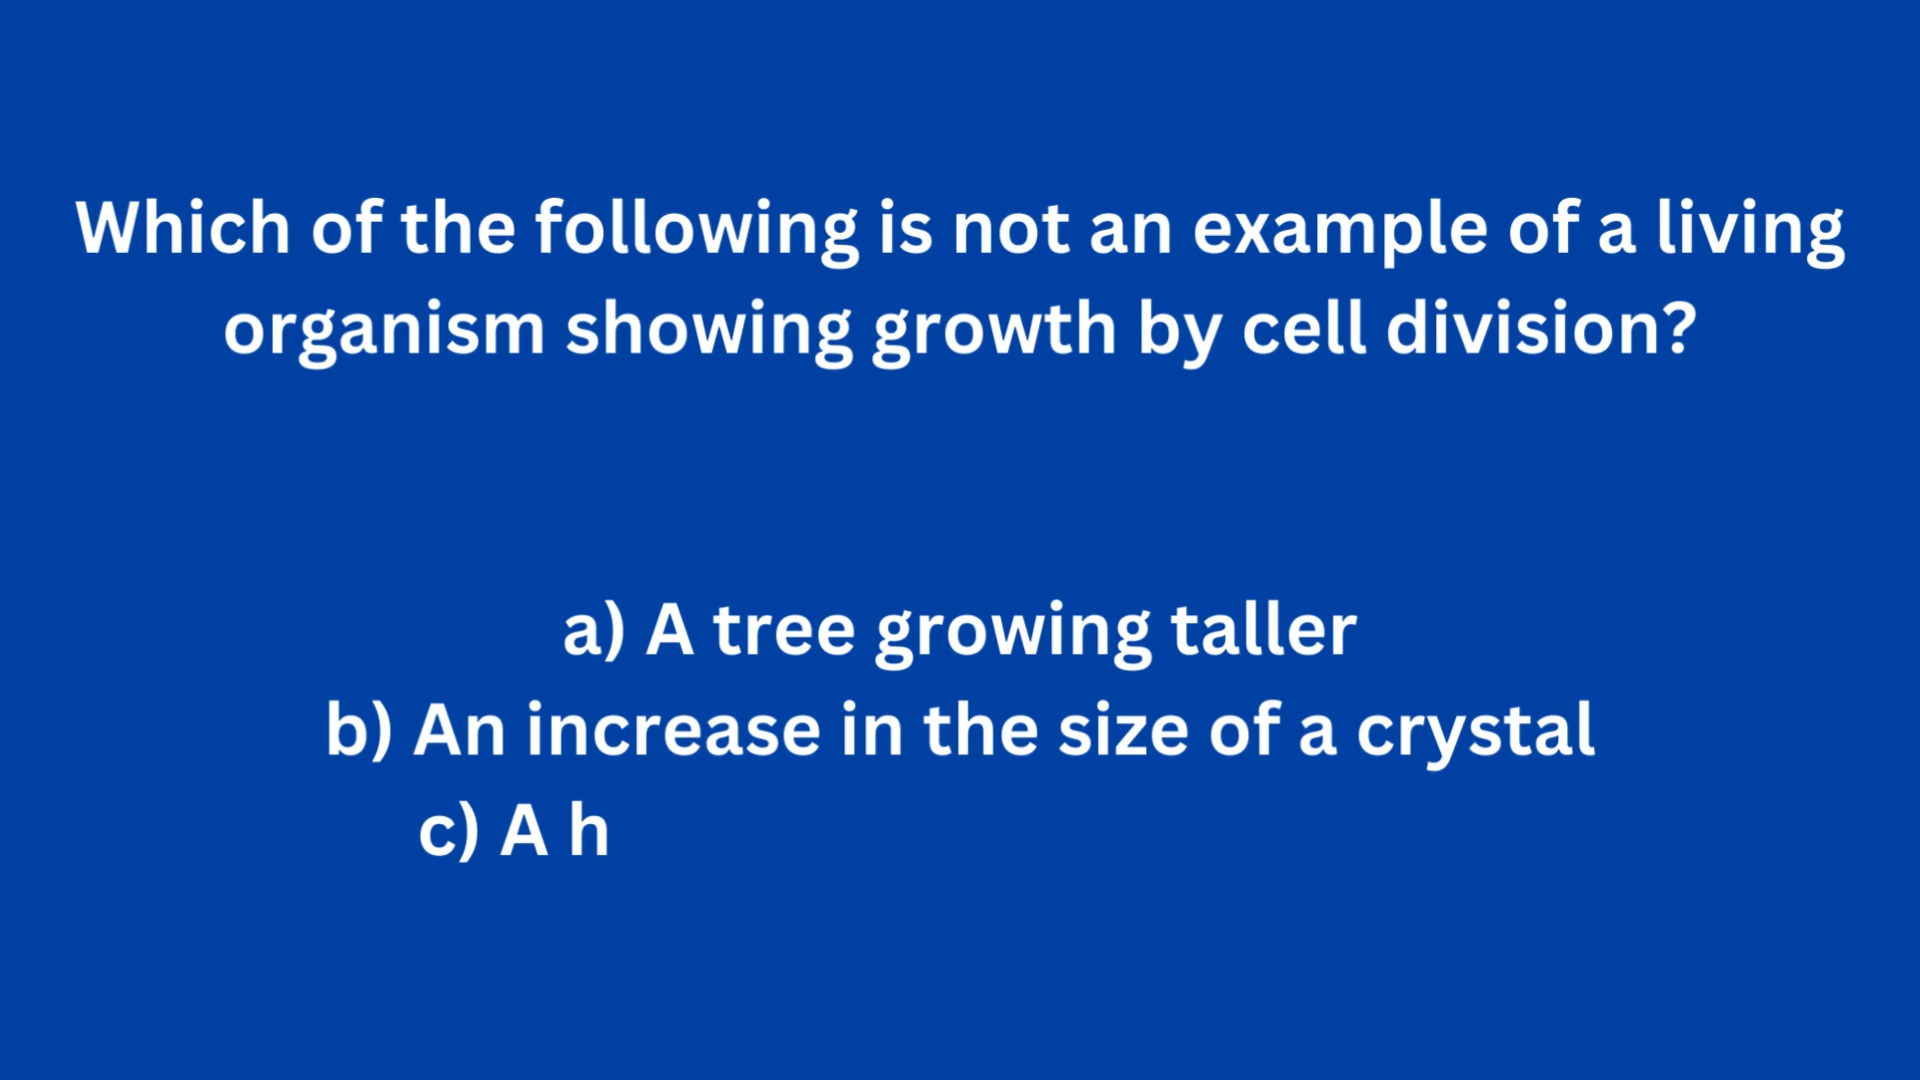 Which of the following is not an example of a living
organism showing growth by cell division?
a) A tree growing taller
b) An increase in the size of a crystal
c) A h